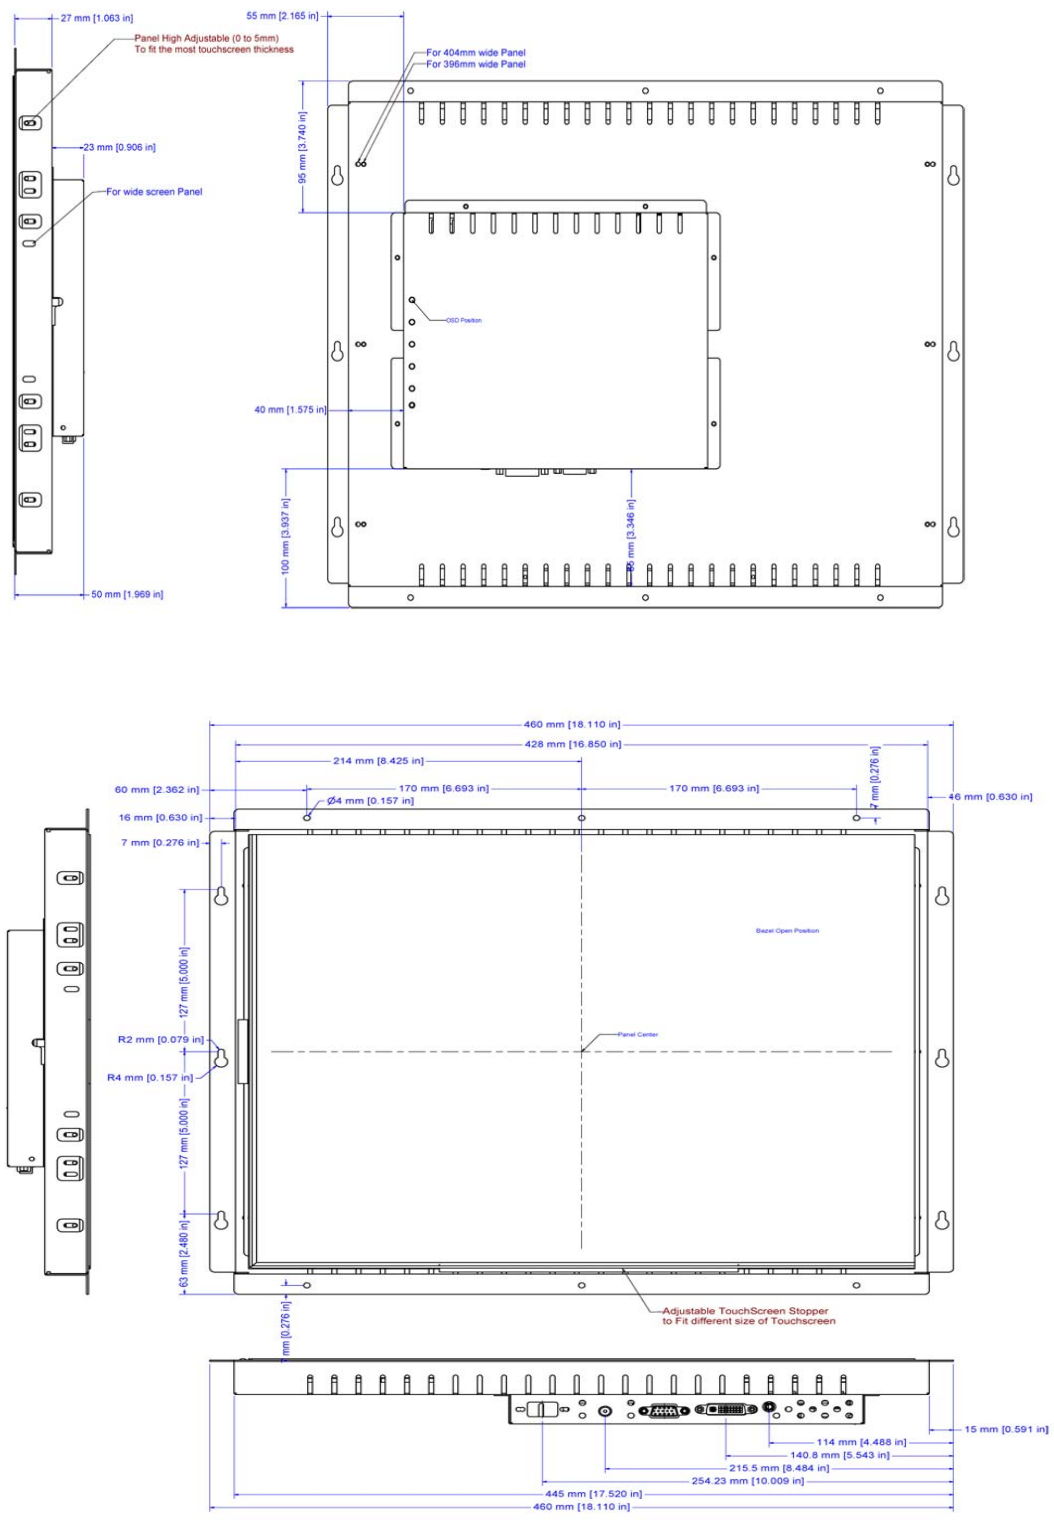 27 mm [1.063 in]
55 mm [2.165 in]
Panel High Adjustable (0 to 5mm)
To fit the most touchscreen thickness
For 404mm wide Panel
For 396mm wide Panel
95 mm [3.740 in]
23 mm [0.906 in]
For wide screen Panel
OSD Position
40 mm [1.575 in]
100 mm [3.937 in]
mm [3.346 in]
50 mm [1.969 in]
460 mm [18.110 in]
428 mm [16.850 in]
214 mm [8.425 in]
7 mm [0.276 in]
60 mm [2.362 in]
170 mm [6.693 in]
170 mm [6.693 in]
Ø4 mm [0.157 in]
16 mm [0.630 in]
16 mm [0.630 in]
7 mm [0.276 in]
Bezel Open Position
127 mm [5.000 in]
Panel Center
R2 mm [0.079 in]
R4 mm [0.157 in]
127 mm [5.000 in]
63 mm [2.480 in]
7 mm [0.276 in]
Adjustable TouchScreen Stopper
to Fit different size of Touchscreen
15 mm [0.591 in]
114 mm [4.488 in]
140.8 mm [5.543 in]
215.5 mm [8.484 in]
254.23 mm [10.009 in]
445 mm [17.520 in]
460 mm [18.110 in]